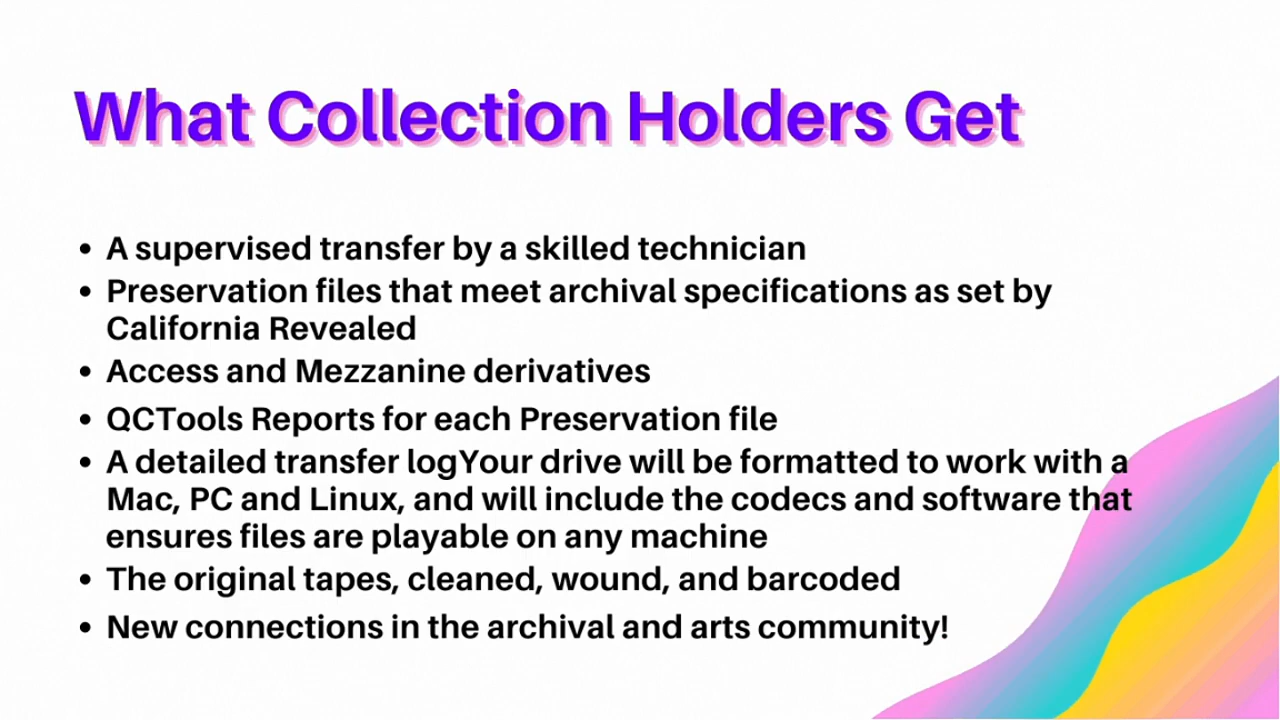 What Collection Holders Get
• A supervised transfer by a skilled technician
• Preservation files that meet archival specifications as set by
California Revealed
• Access and Mezzanine derivatives
• QCTools Reports for each Preservation file
• A detailed transfer logYour drive will be formatted to work with a
Mac, PC and Linux, and will include the codecs and software that
ensures files are playable on any machine
• The original tapes, cleaned, wound, and barcoded
• New connections in the archival and arts community!